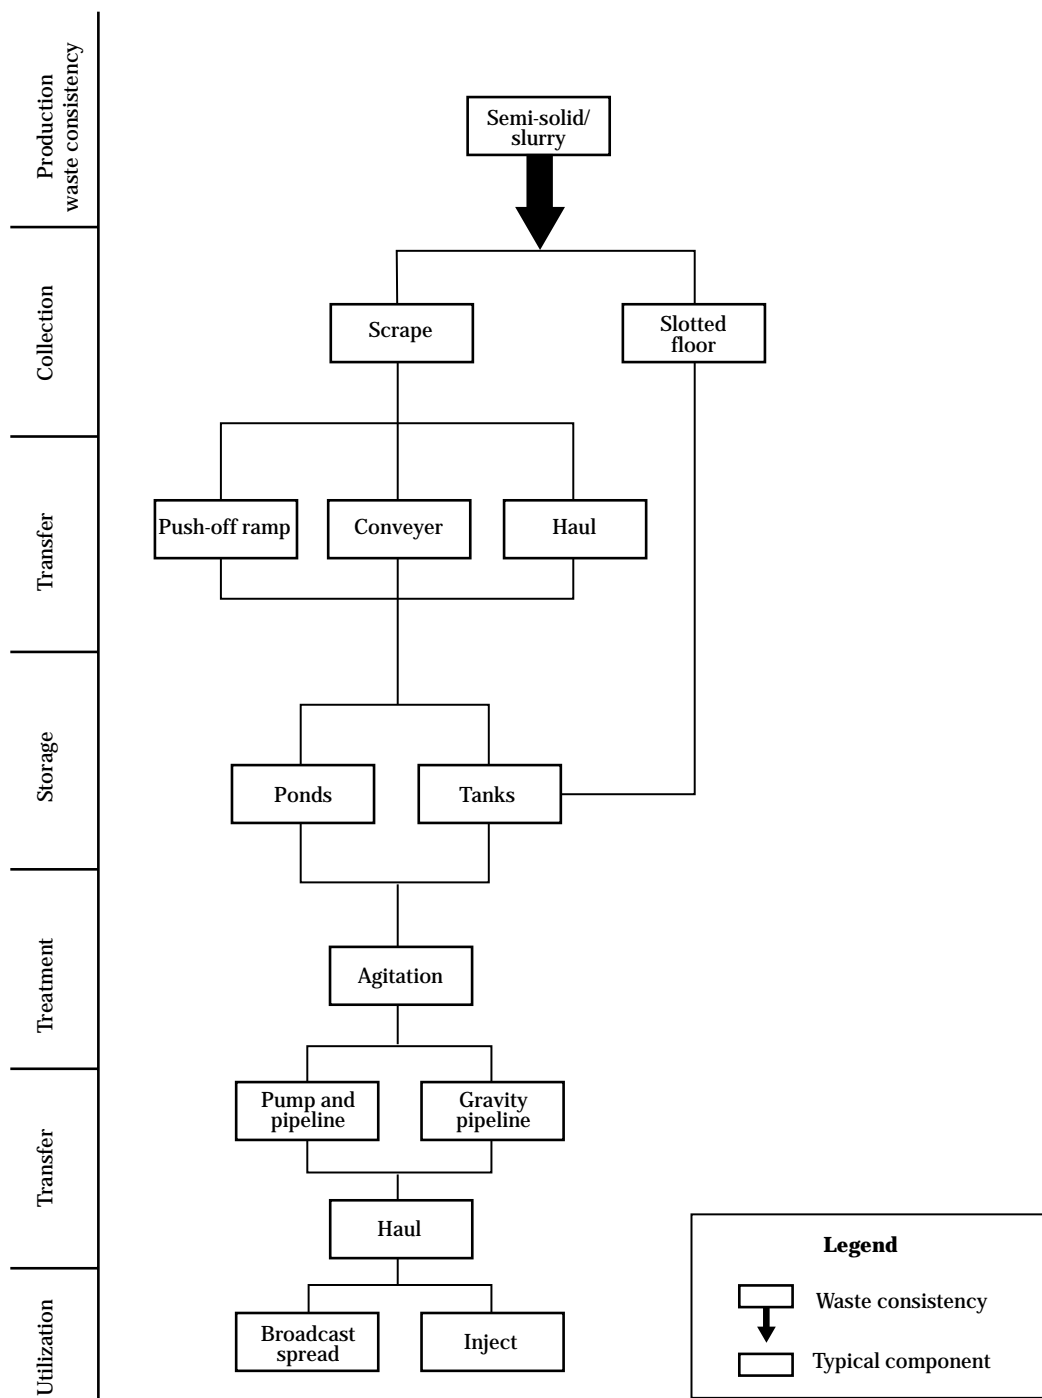 Production
waste consistency
Semi-solid/
slurry
Collection
Scrape
Slotted
floor
Transfer
Push-off ramp
Conveyer
Haul
Storage
Ponds
Tanks
Treatment
Agitation
Transfer
Pump and
pipeline
Gravity
pipeline
Haul
Utilization
Broadcast
spread
Inject
Legend
Waste consistency
Typical component